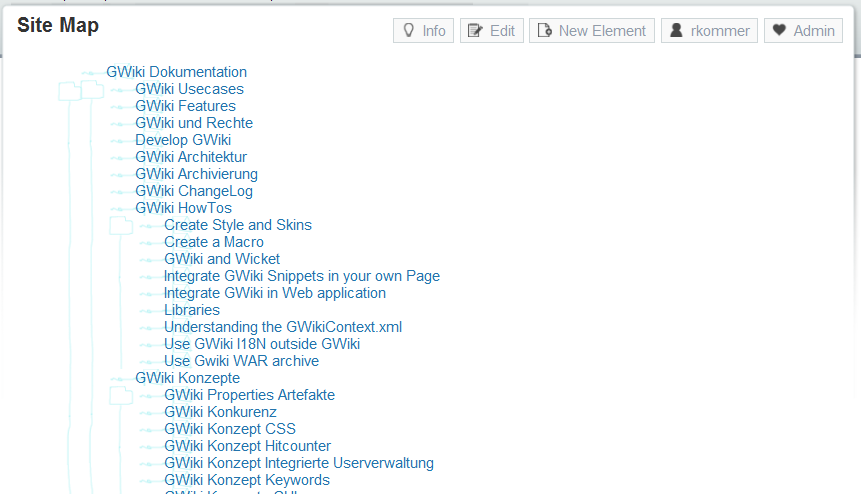 Site Map
Info
Edit
New Element
rkommer
Admin
GWiki Dokumentation
GWiki Usecases
GWiki Features
GWiki und Rechte
Develop GWiki
GWiki Architektur
GWiki Archivierung
GWiki ChangeLog
GWiki HowTos
Create Style and Skins
Create a Macro
GWiki and Wicket
Integrate GWiki Snippets in your own Page
Integrate GWiki in Web application
Libraries
Understanding the GWikiContext.xml
Use GWiki I18N outside GWiki
Use Gwiki WAR archive
GWiki Konzepte
GWiki Properties Artefakte
GWiki Konkurenz
GWiki Konzept CSS
GWiki Konzept Hitcounter
GWiki Konzept Integrierte Userverwaltung
GWiki Konzept Keywords